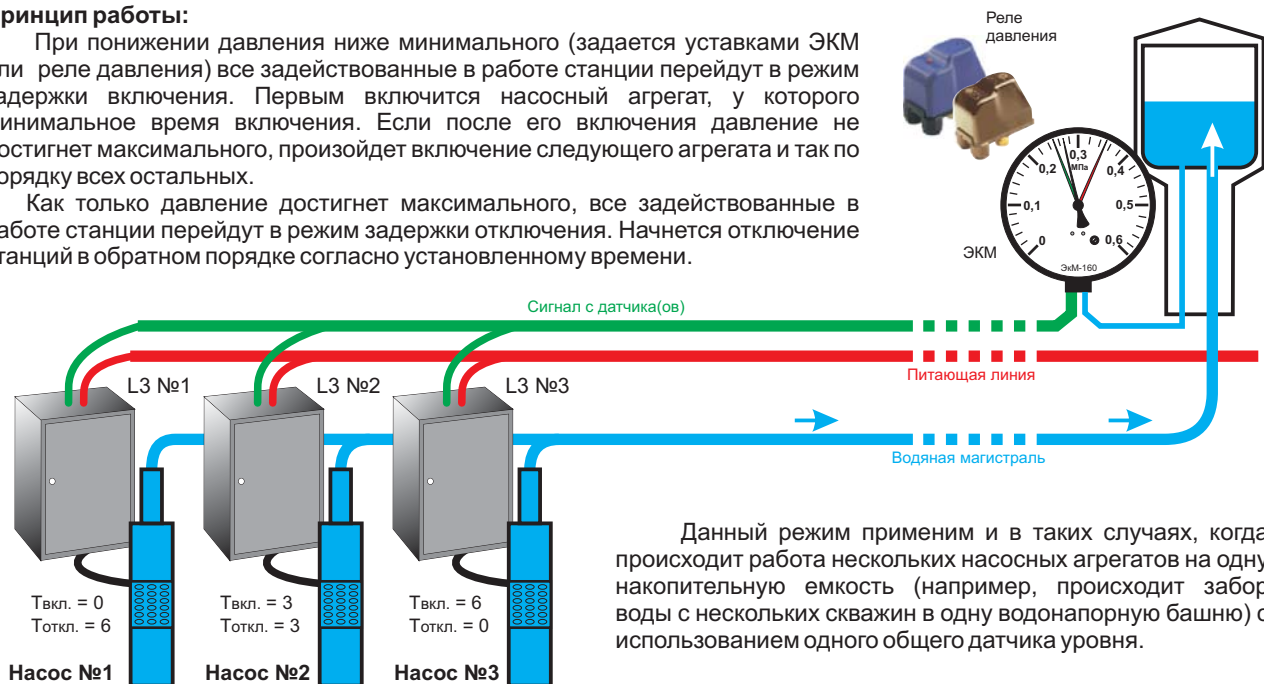 ринцип работы:
При понижении давления ниже минимального (задается уставками ЭКМ
ли реле давления) все задействованные в работе станции перейдут в режим
адержки включения. Первым включится насосный агрегат, у которого
инимальное время включения. Если после его включения давление не
остигнет максимального, произойдет включение следующего агрегата и так по
орядку всех остальных.
Как только давление достигнет максимального, все задействованные в
аботе станции перейдут в режим задержки отключения. Начнется отключение
танций в обратном порядке согласно установленному времени.
Реле
давления
0,3
МПа
0,2
0,4
0,1
0,5
0
0,6
ЭкМ-160
ЭКМ
Сигнал с датчика(ов)
Питающая линия
L3 №1
L3 №2
L3 №3
Водяная магистраль
Данный режим применим и в таких случаях, когда
происходит работа нескольких насосных агрегатов на одну
накопительную емкость (например, происходит забор
воды с нескольких скважин в одну водонапорную башню) с
использованием одного общего датчика уровня.
Твкл. = 0
Тоткл. = 6
Насос №1
Твкл. = 3
Тоткл. = 3
Насос №2
Твкл. = 6
Тоткл. = 0
Насос №3